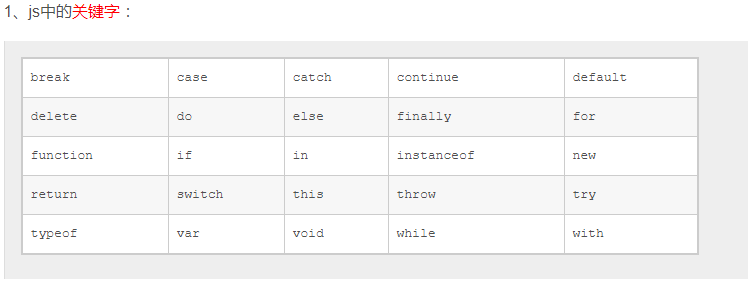 1、js中的关键字：
break case catch continue default
delete do else finally for
function if in instanceof new
return switch this throw try
typeof var void while with